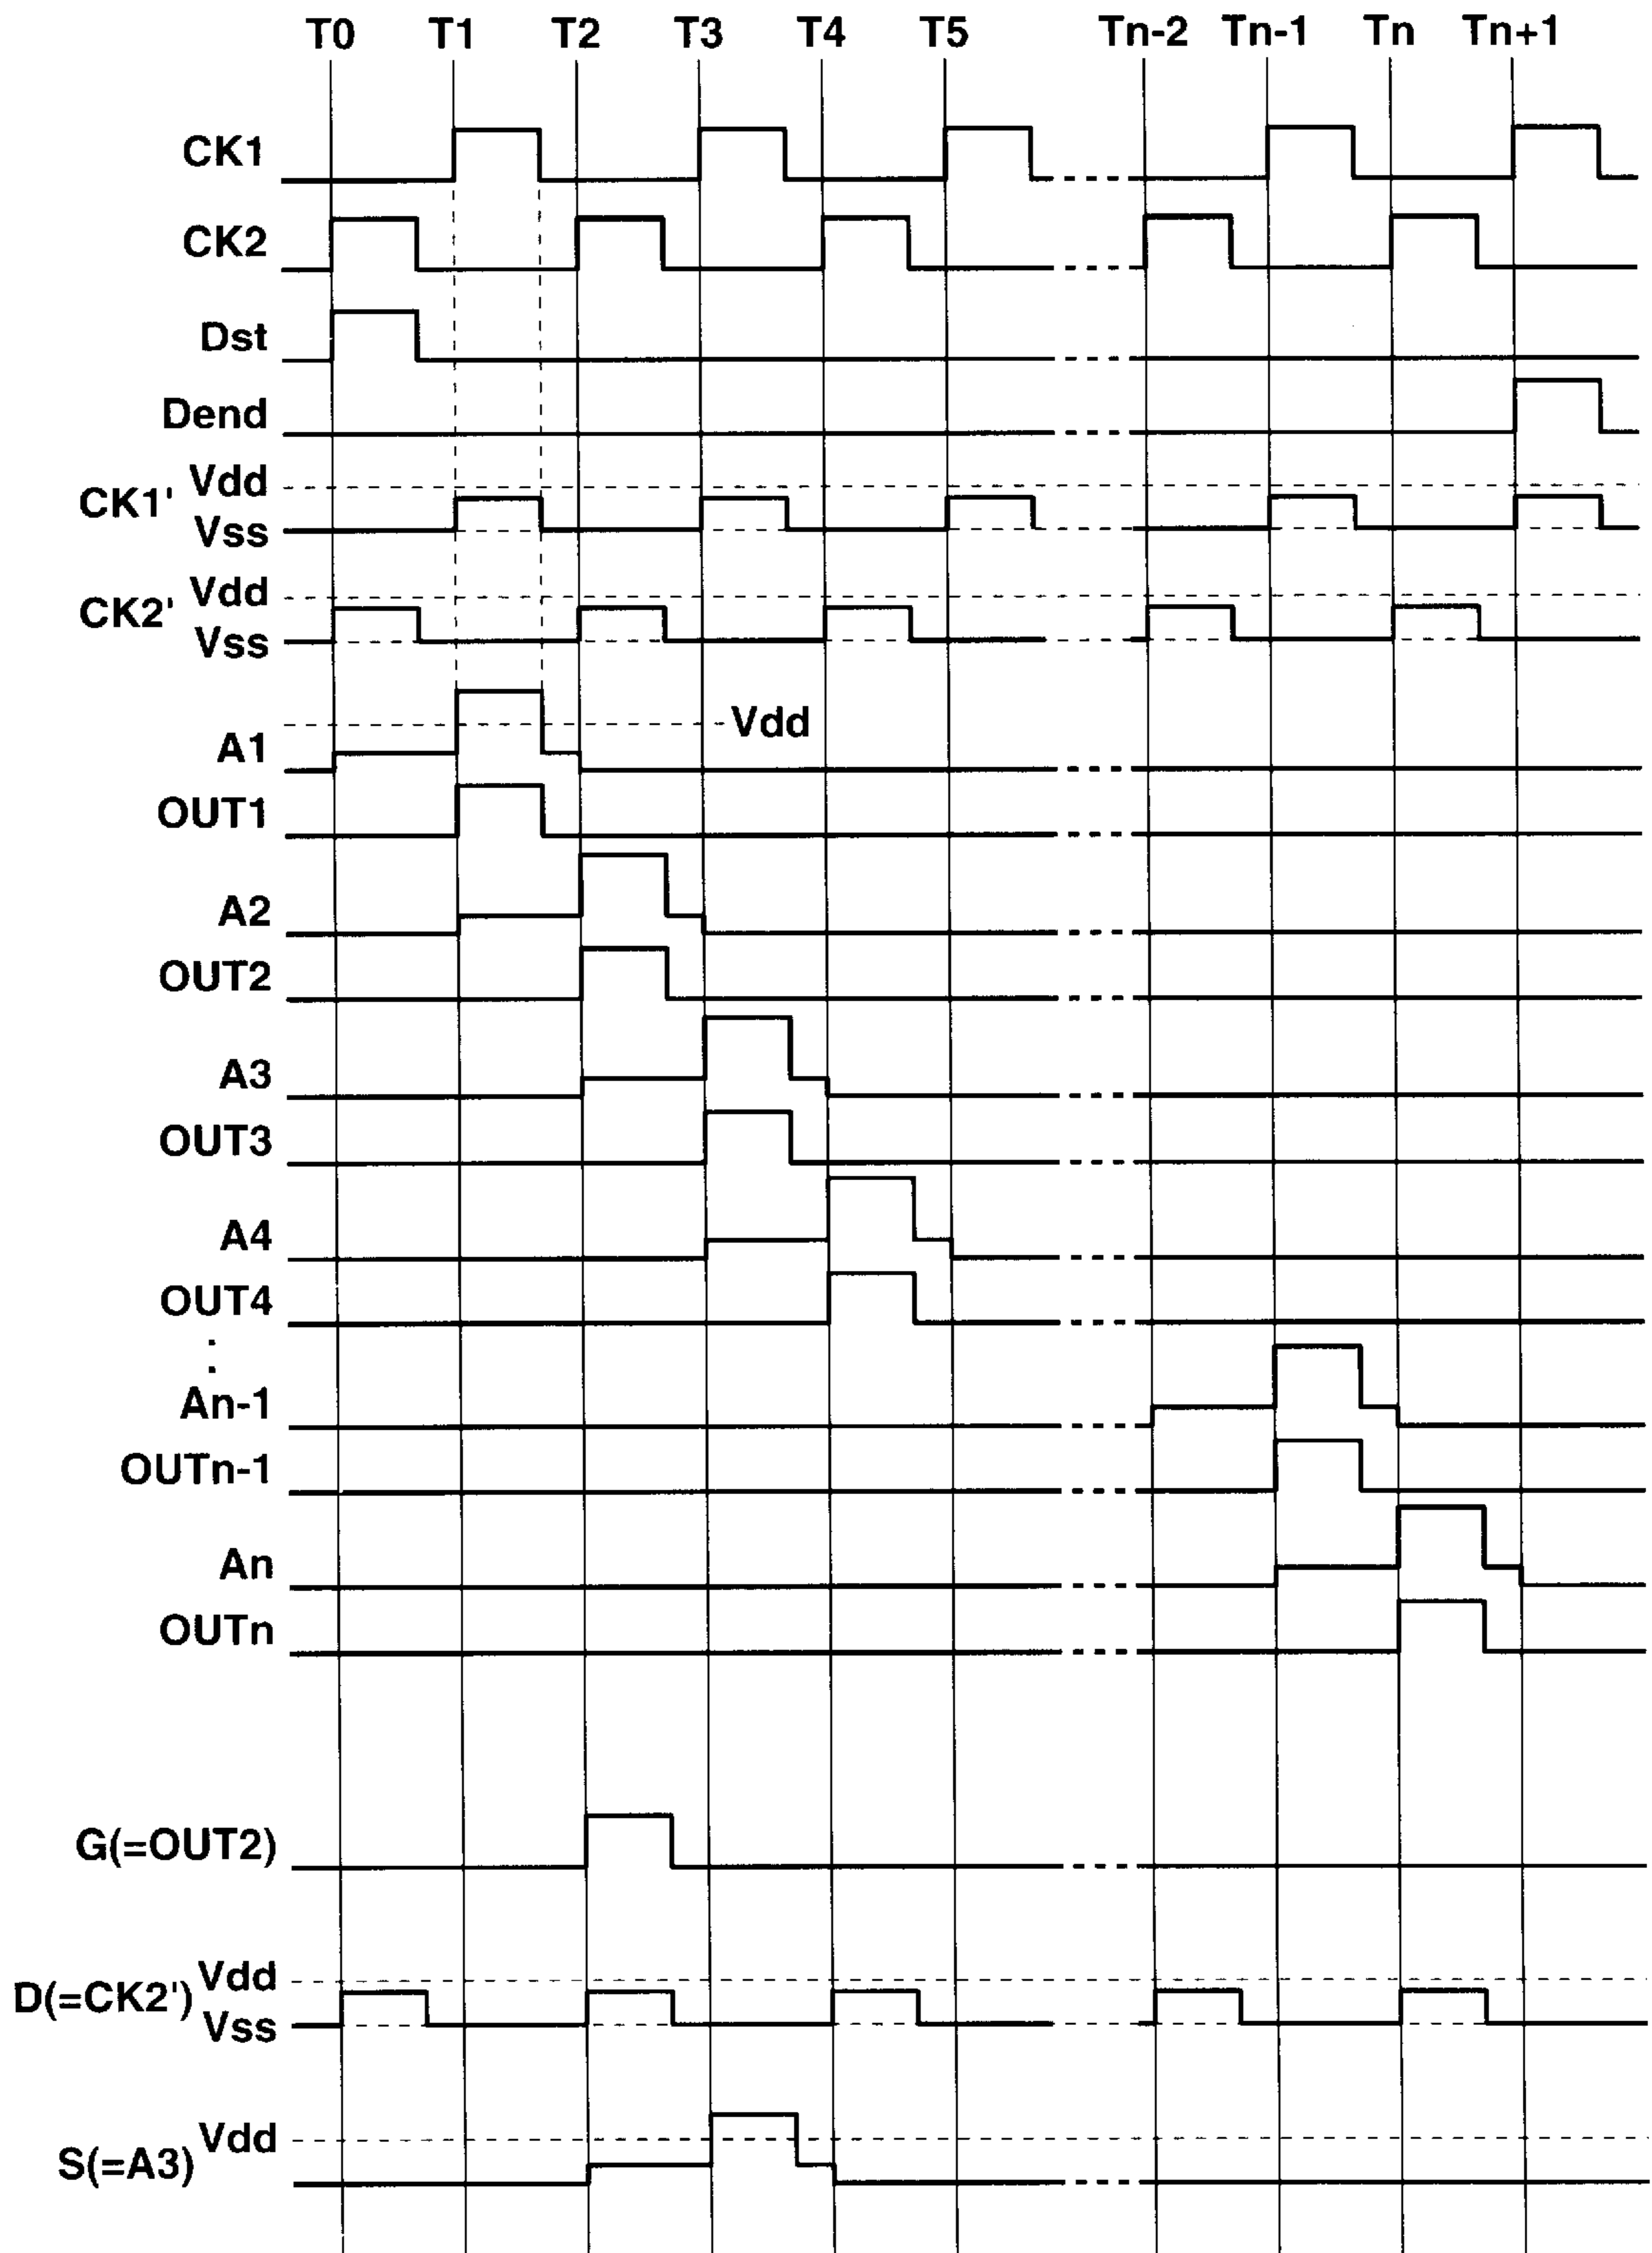 T0 T1 T2 T3 T4 T5 Tn-2 Tn-1 Tn Tn+1
CK1
CK2
Dst
Dend
CK1' Vdd
Vss
CK2' Vdd
Vss
Vdd
A1
OUT1
A2
OUT2
A3
OUT3
A4
OUT4
:
An-1
OUTn-1
An
OUTn
G(=OUT2)
D(=CK2') Vdd
Vss
S(=A3) Vdd